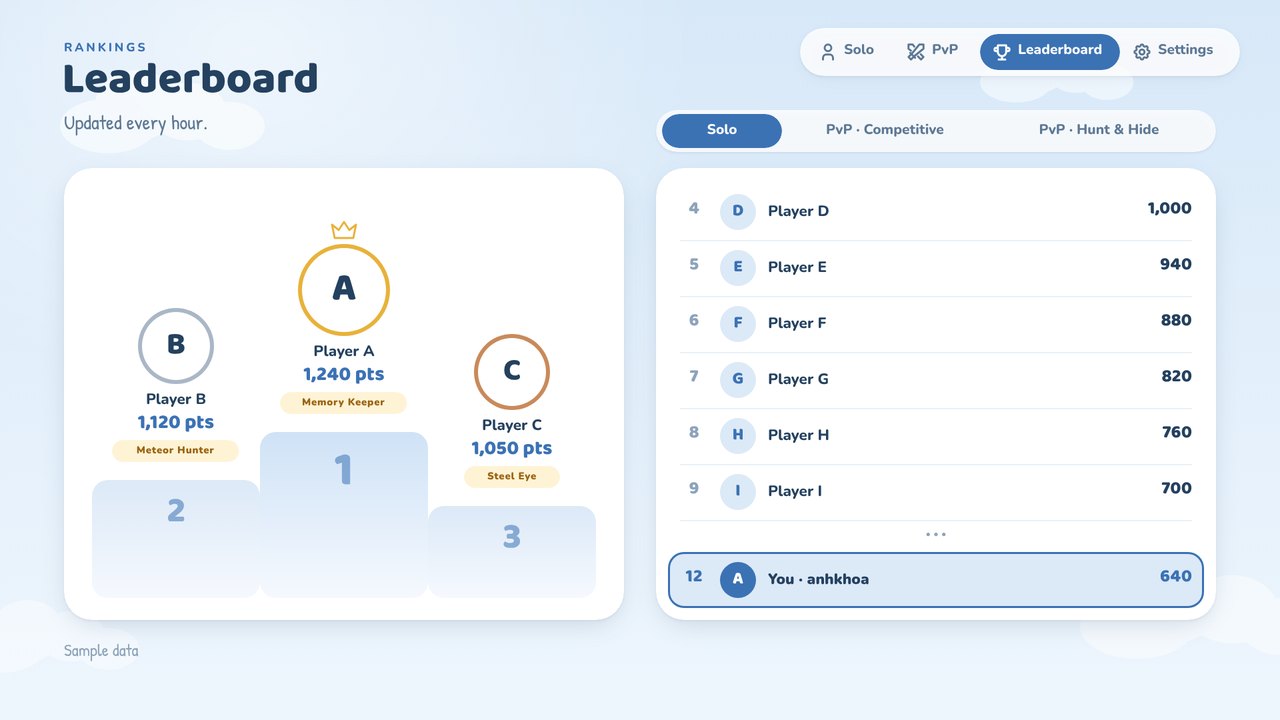 RANKINGS
Leaderboard
Updated every hour.
Solo
PvP
Leaderboard
Settings
Solo
PvP · Competitive
PvP · Hunt & Hide
A
Player A
1,240 pts
Memory Keeper
1
B
Player B
1,120 pts
Meteor Hunter
2
C
Player C
1,050 pts
Steel Eye
3
4 D Player D 1,000
5 E Player E 940
6 F Player F 880
7 G Player G 820
8 H Player H 760
9 I Player I 700
•••
12 A You · anhkhoa 640
Sample data